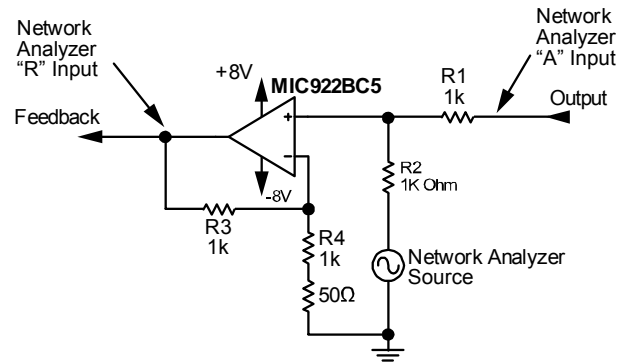 Network
Analyzer
“R” Input
Feedback
+8V
MIC922BC5
+
−
-8V
R3
1k
R4
1k
50Ω
Network
Analyzer
“A” Input
R1
1k
Output
R2
1K Ohm
Network Analyzer
Source